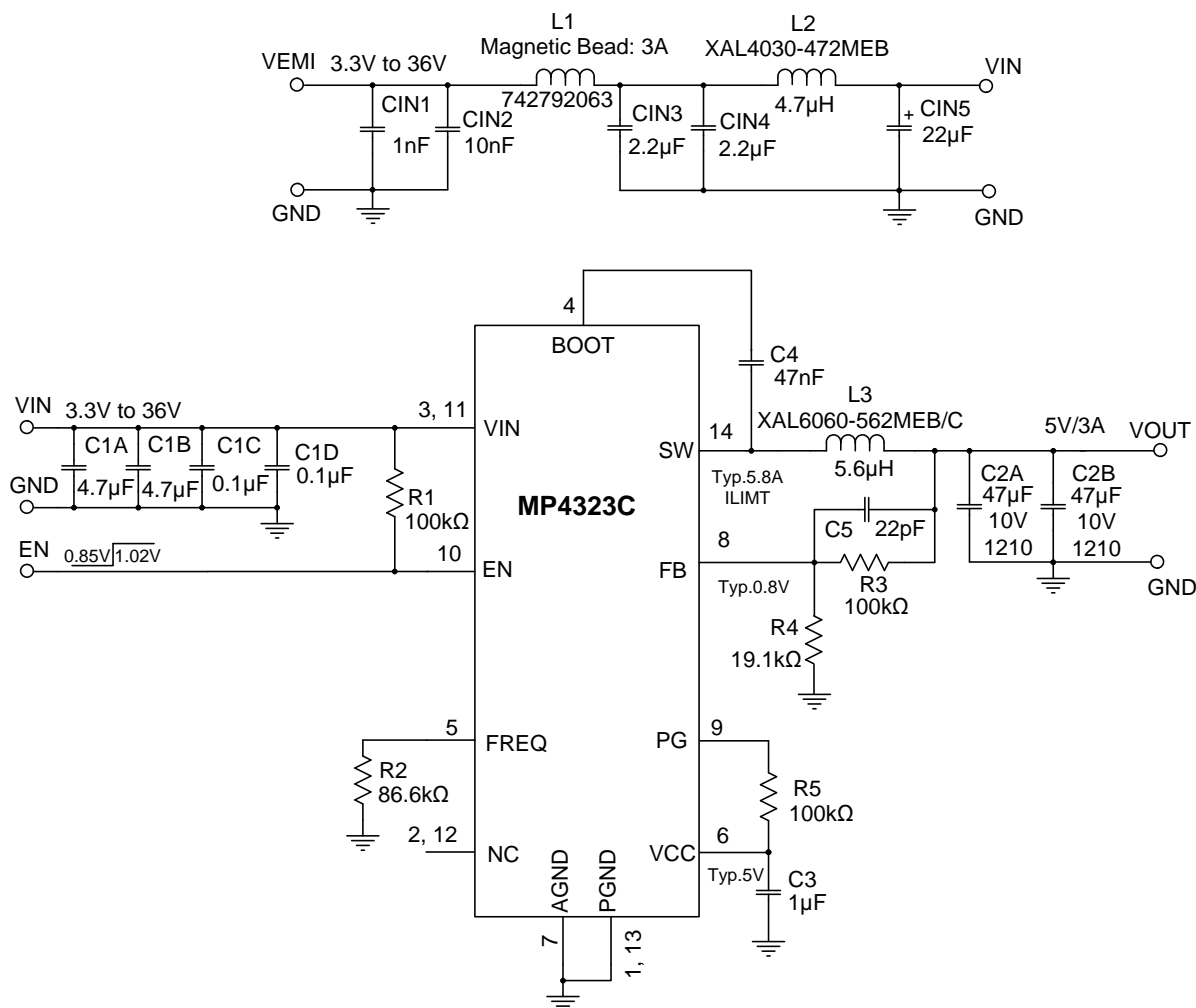 L1
Magnetic Bead: 3A
L2
XAL4030-472MEB
VEMI
3.3V to 36V
VIN
742792063
4.7µH
CIN1
1nF
CIN2
10nF
CIN3
2.2µF
CIN4
2.2µF
+
CIN5
22µF
GND
GND
4
BOOT
C4
47nF
L3
XAL6060-562MEB/C
VIN
3.3V to 36V
3, 11
VIN
SW
14
5.6µH
5V/3A
VOUT
C1A
4.7µF
C1B
4.7µF
C1C
0.1µF
C1D
0.1µF
GND
R1
100kΩ
MP4323C
Typ.5.8A
ILIMT
C2A
47µF
10V
1210
C2B
47µF
10V
1210
C5
22pF
EN
0.85V
1.02V
10
EN
FB
8
Typ.0.8V
R3
100kΩ
GND
R4
19.1kΩ
5
FREQ
PG
9
R2
86.6kΩ
R5
100kΩ
2, 12
NC
VCC
6
Typ.5V
C3
1µF
AGND
PGND
7
1, 13